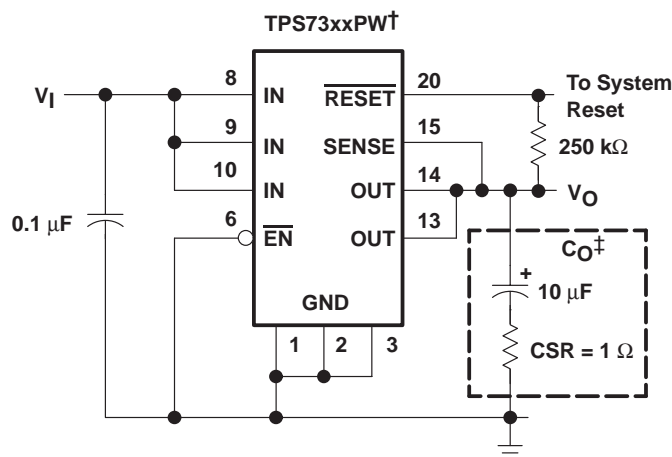 TPS73xxPW†
VI
8
9
10
6
IN
IN
IN
EN
RESET
SENSE
OUT
OUT
GND
20
15
14
13
To System
Reset
250 kΩ
VO
0.1 μF
CO‡
+
10 μF
CSR = 1 Ω
1
2
3